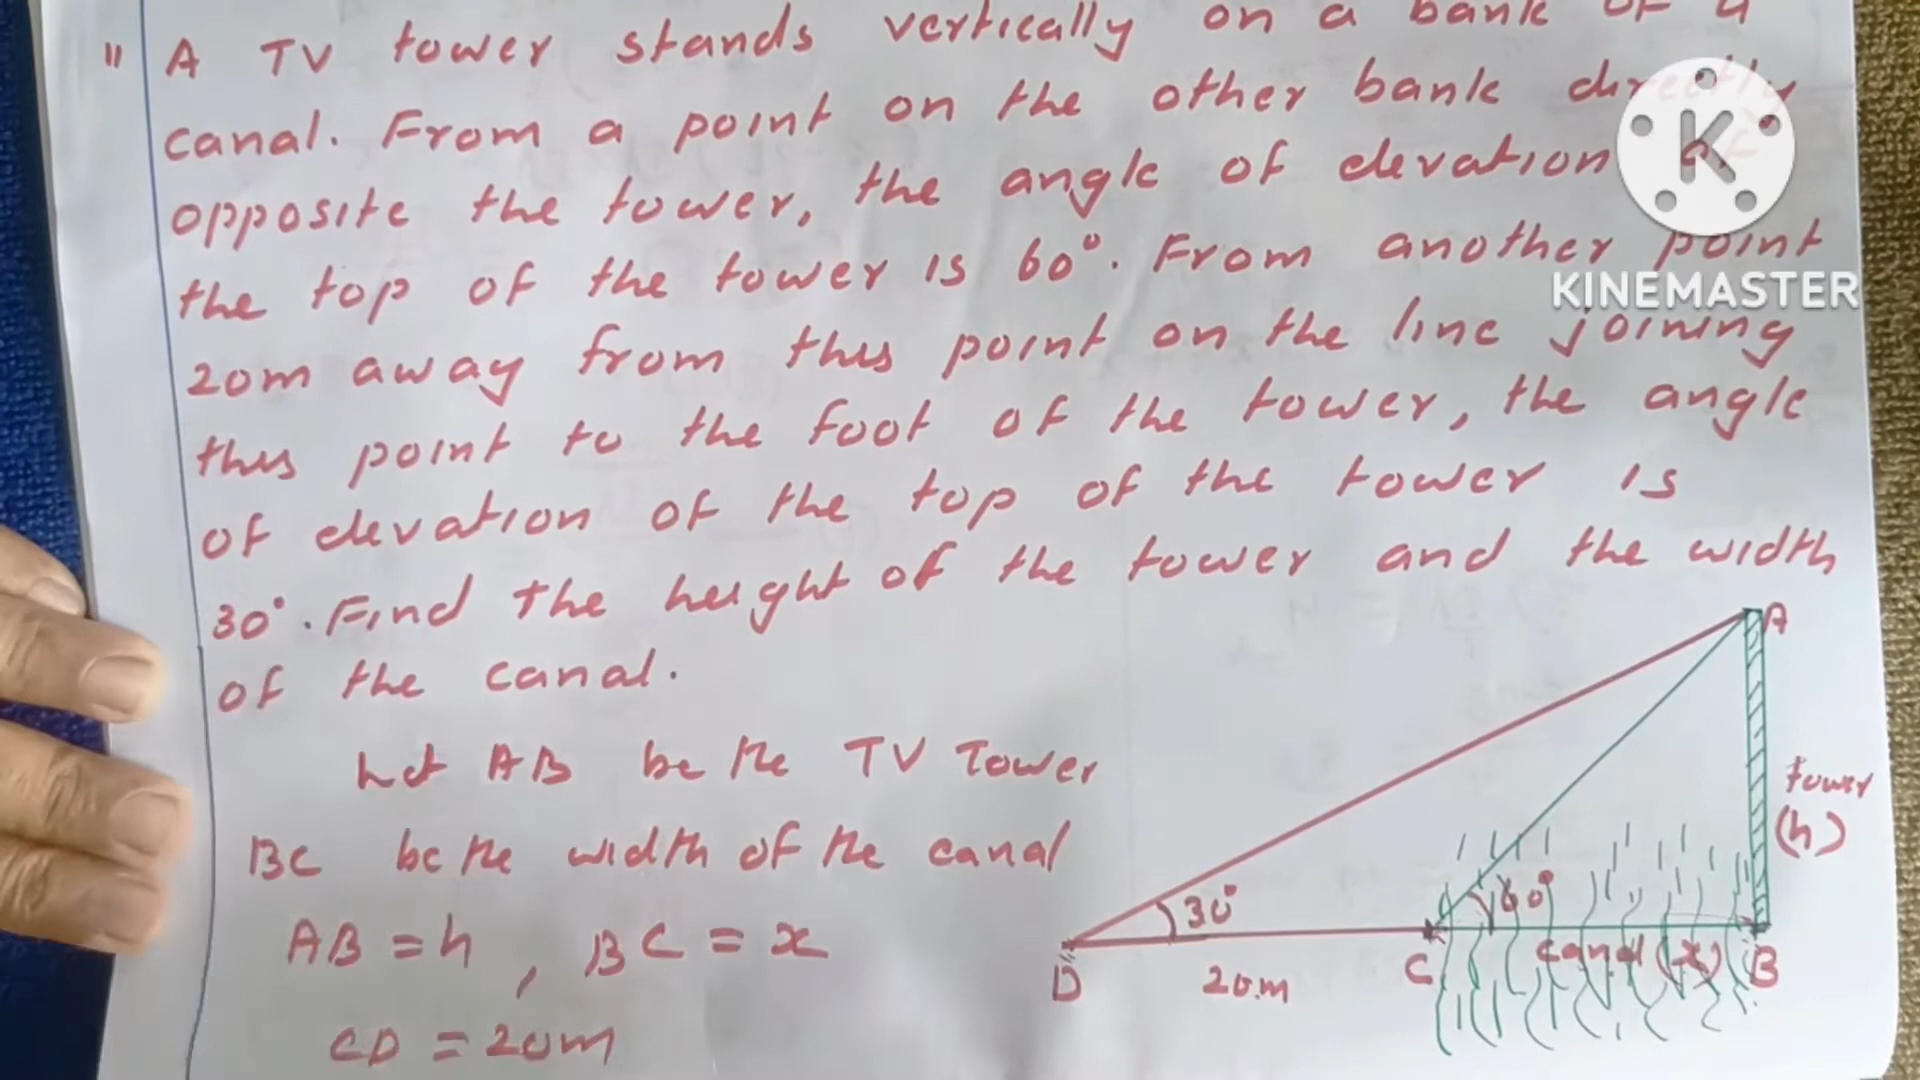 11 A TV tower stands vertically on a bank of a
canal. From a point on the other bank directly
opposite the tower, the angle of elevation of
the top of the tower is 60°. From another point
20m away from this point on the line joining
this point to the foot of the tower, the angle
of elevation of the top of the tower is
30°. Find the height of the tower and the width
of the canal.
Let AB be the TV Tower
BC be the width of the canal
AB = h, BC = x
CD = 20m
A
tower
(h)
30°
60°
D
20m
C
canal (x)
B
K
KINEMASTER